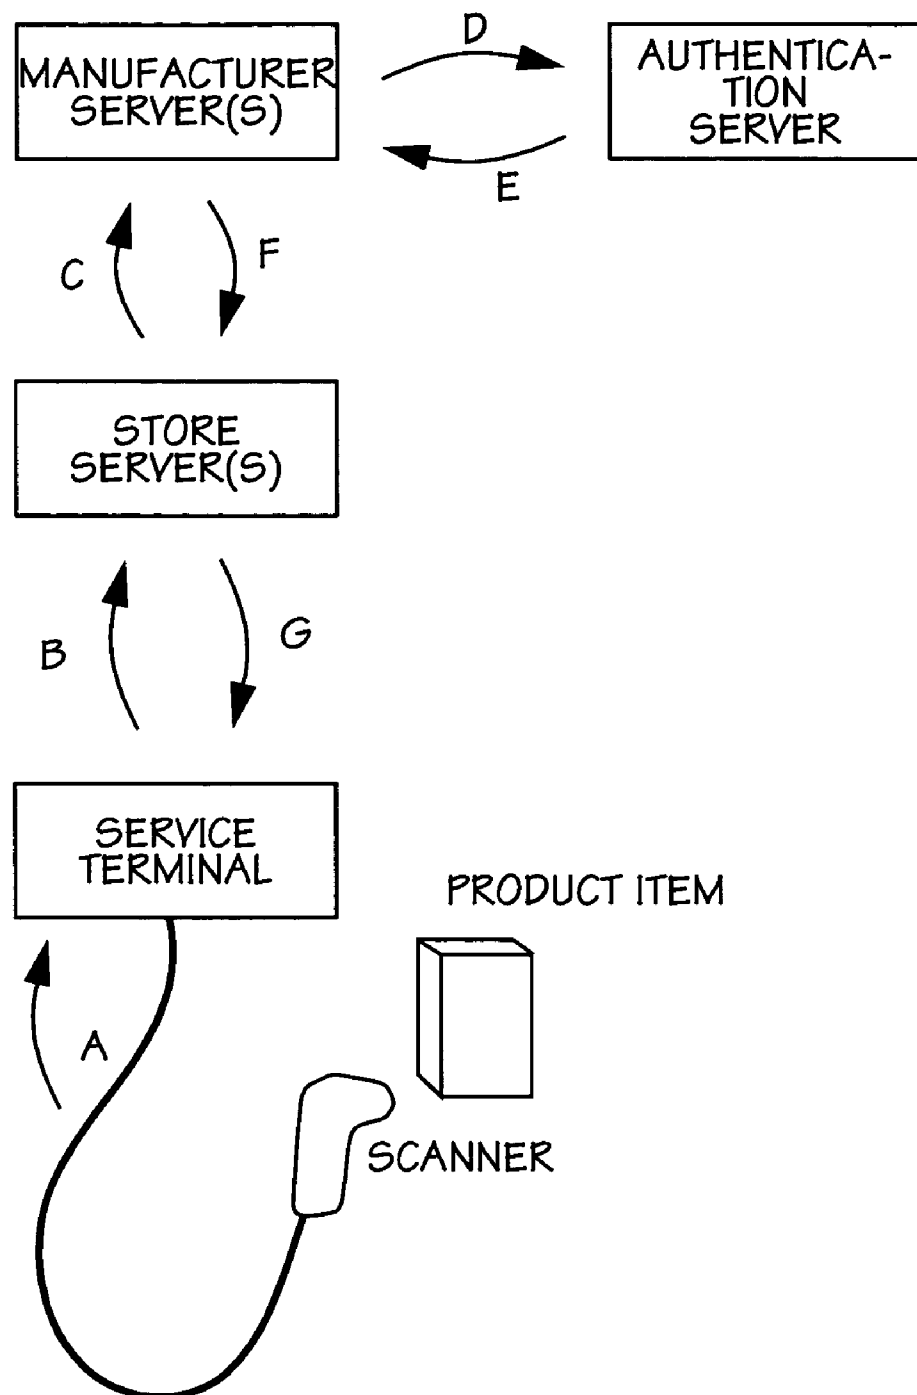 MANUFACTURER
SERVER(S)
D
AUTHENTICA-
TION
SERVER
E
C
F
STORE
SERVER(S)
B
G
SERVICE
TERMINAL
PRODUCT ITEM
A
SCANNER